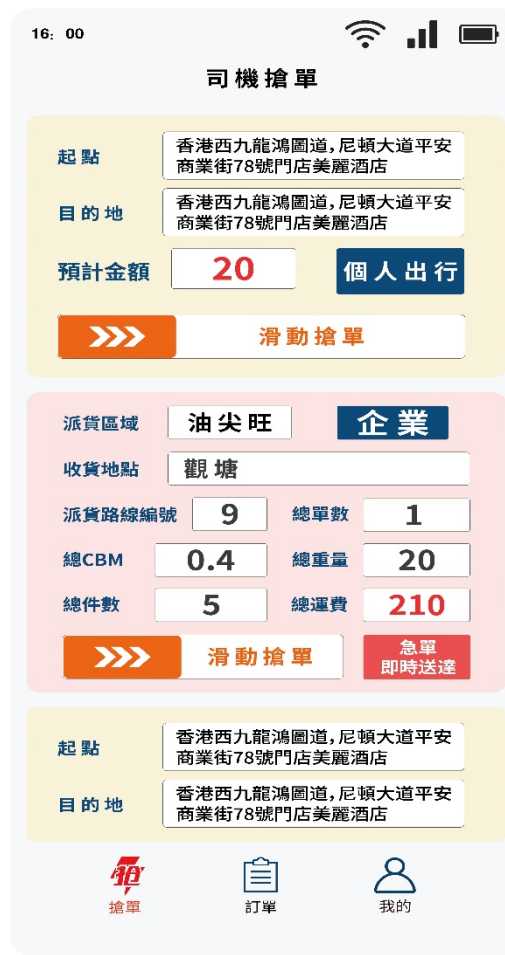 16: 00
司機搶單
起點
香港西九龍鴻圖道,尼頓大道平安
商業街78號門店美麗酒店
目的地
香港西九龍鴻圖道,尼頓大道平安
商業街78號門店美麗酒店
預計金額 20 個人出行
滑動搶單
派貨區域 油尖旺 企業
收貨地點 觀塘
派貨路線編號 9 總單數 1
總CBM 0.4 總重量 20
總件數 5 總運費 210
滑動搶單
急單
即時送達
起點
香港西九龍鴻圖道,尼頓大道平安
商業街78號門店美麗酒店
目的地
香港西九龍鴻圖道,尼頓大道平安
商業街78號門店美麗酒店
搶
搶單 訂單 我的